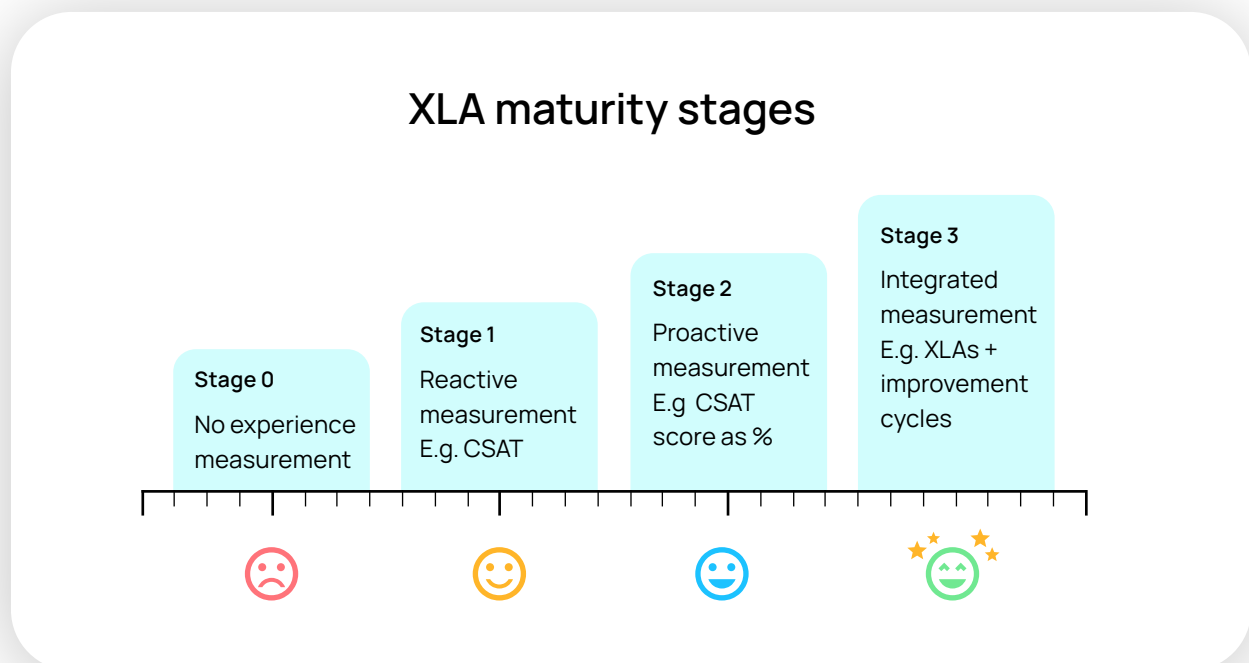 XLA maturity stages
Stage 0
No experience
measurement
Stage 1
Reactive
measurement
E.g. CSAT
Stage 2
Proactive
measurement
E.g  CSAT
score as %
Stage 3
Integrated
measurement
E.g. XLAs +
improvement
cycles